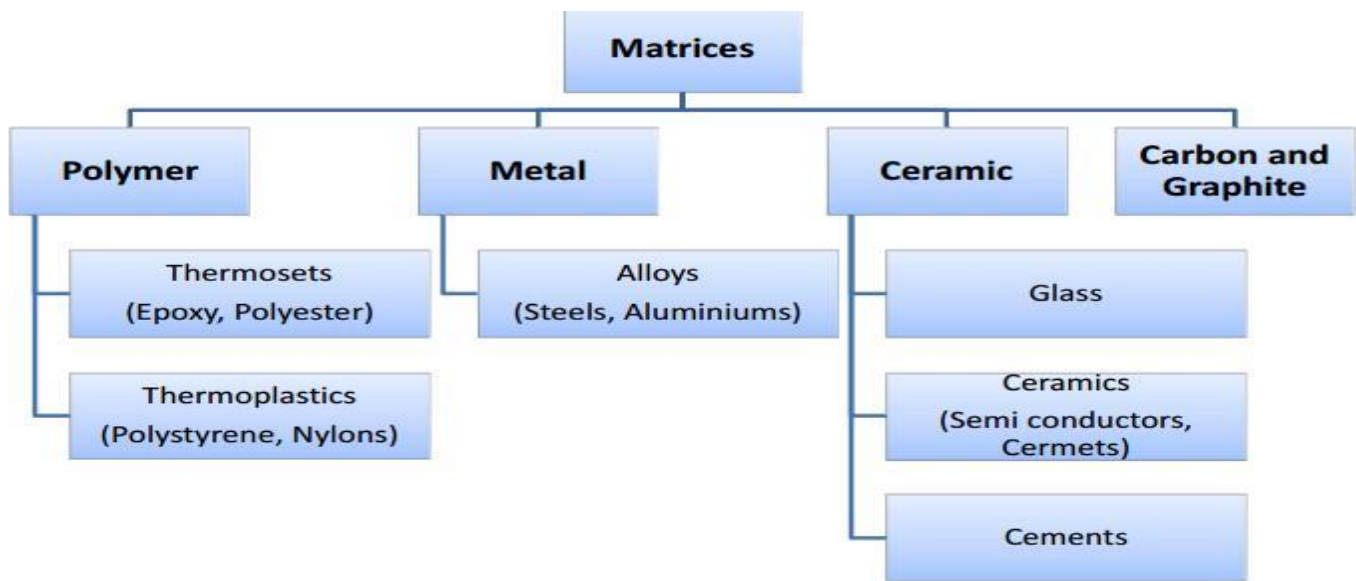 Matrices
Polymer
Metal
Ceramic
Carbon and
Graphite
Thermosets
(Epoxy, Polyester)
Alloys
(Steels, Aluminiums)
Glass
Thermoplastics
(Polystyrene, Nylons)
Ceramics
(Semi conductors,
Cermets)
Cements